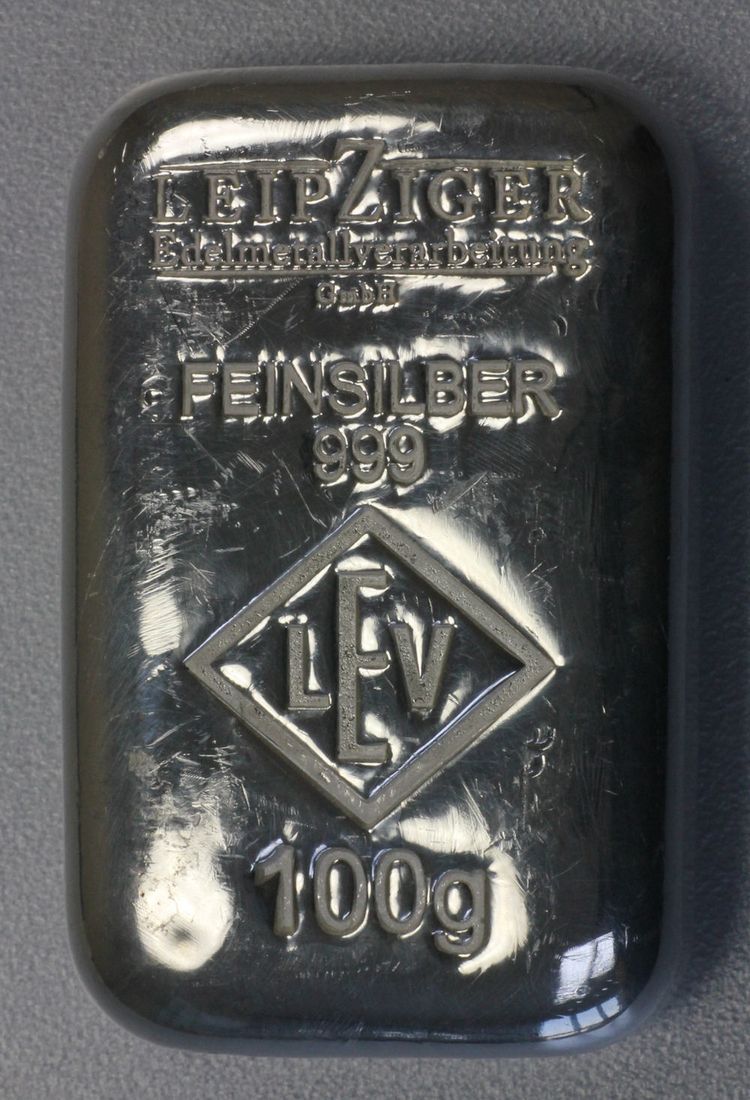 LEIPZIGER
Edelmetallverarbeitung
GmbH
FEINSILBER
999
LEV
100g